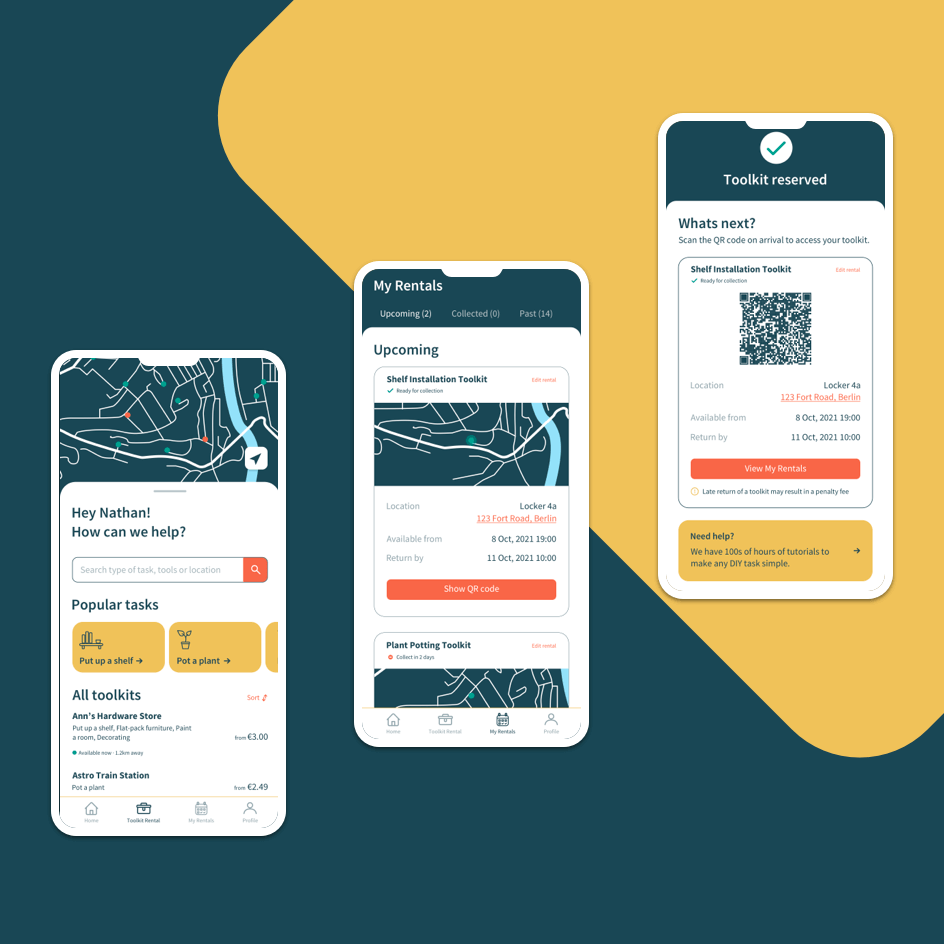 Hey Nathan!
How can we help?
Search type of task, tools or location
Popular tasks
Put up a shelf →
Pot a plant →
All toolkits
Sort
Ann's Hardware Store
Put up a shelf, Flat-pack furniture, Paint
a room, Decorating
from €3.00
Available now · 1.2km away
Astro Train Station
Pot a plant
from €2.49
Home
Toolkit Rental
My Rentals
Profile
My Rentals
Upcoming (2)
Collected (0)
Past (14)
Upcoming
Shelf Installation Toolkit
Edit rental
Ready for collection
Location
Locker 4a
123 Fort Road, Berlin
Available from
8 Oct, 2021 19:00
Return by
11 Oct, 2021 10:00
Show QR code
Plant Potting Toolkit
Edit rental
Collect in 2 days
Home
Toolkit Rental
My Rentals
Profile
Toolkit reserved
Whats next?
Scan the QR code on arrival to access your toolkit.
Shelf Installation Toolkit
Edit rental
Ready for collection
Location
Locker 4a
123 Fort Road, Berlin
Available from
8 Oct, 2021 19:00
Return by
11 Oct, 2021 10:00
View My Rentals
Late return of a toolkit may result in a penalty fee
Need help?
We have 100s of hours of tutorials to
make any DIY task simple.